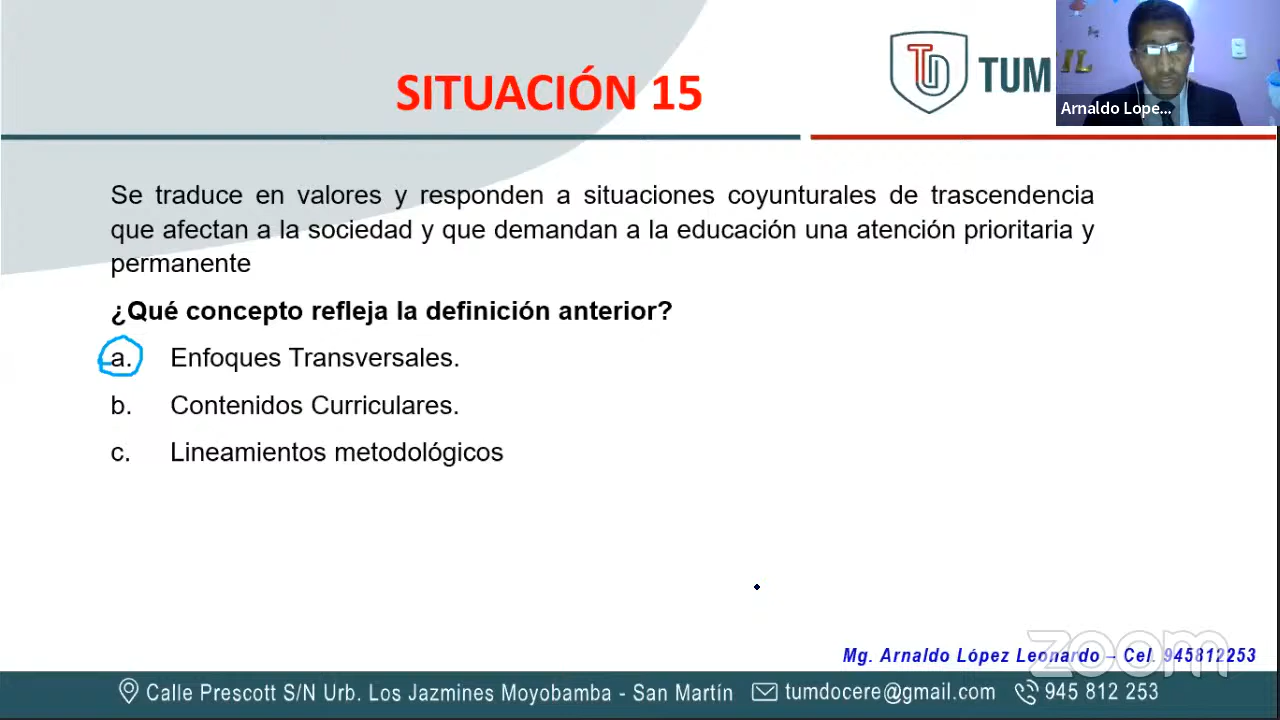 SITUACIÓN 15
TUM
Arnaldo Lope...
Se traduce en valores y responden a situaciones coyunturales de trascendencia
que afectan a la sociedad y que demandan a la educación una atención prioritaria y
permanente
¿Qué concepto refleja la definición anterior?
a. Enfoques Transversales.
b. Contenidos Curriculares.
c. Lineamientos metodológicos
zoom
Mg. Arnaldo López Leonardo – Cel. 945812253
Calle Prescott S/N Urb. Los Jazmines Moyobamba - San Martín tumdocere@gmail.com 945 812 253